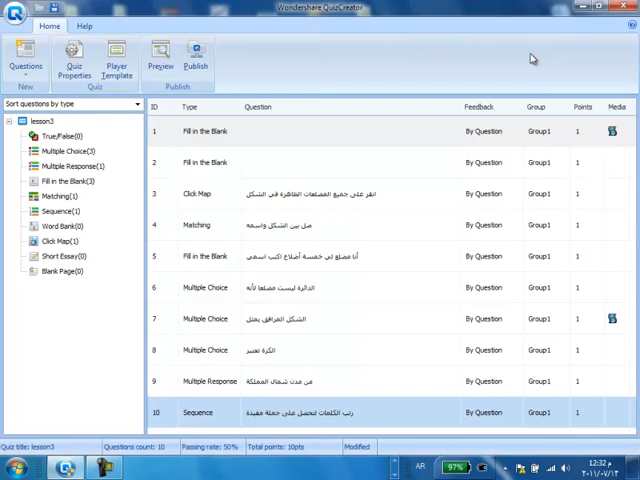 Wondershare QuizCreator
Home Help
Questions
Quiz Properties
Player Template
Preview
Publish
New Quiz Publish
Sort questions by type
lesson3
True/False(0)
Multiple Choice(3)
Multiple Response(1)
Fill in the Blank(3)
Matching(1)
Sequence(1)
Word Bank(0)
Click Map(1)
Short Essay(0)
Blank Page(0)
ID Type Question Feedback Group Points Media
1 Fill in the Blank By Question Group1 1
2 Fill in the Blank By Question Group1 1
3 Click Map انقر على جميع المضلعات الظاهرة في الشكل By Question Group1 1
4 Matching صل بين الشكل واسمه By Question Group1 1
5 Fill in the Blank أنا مضلع لي خمسة أضلاع اكتب اسمي By Question Group1 1
6 Multiple Choice الدائرة ليست مضلعا لأنه By Question Group1 1
7 Multiple Choice الشكل المرافق يمثل By Question Group1 1
8 Multiple Choice الكرة تعتبر By Question Group1 1
9 Multiple Response من مدن شمال المملكة By Question Group1 1
10 Sequence رتب الكلمات لتحصل على جملة مفيدة By Question Group1 1
Quiz title: lesson3 Questions count: 10 Passing rate: 50% Total points: 10pts Modified
AR 97% 12:32 م
٢٠١١/٠٧/١٣